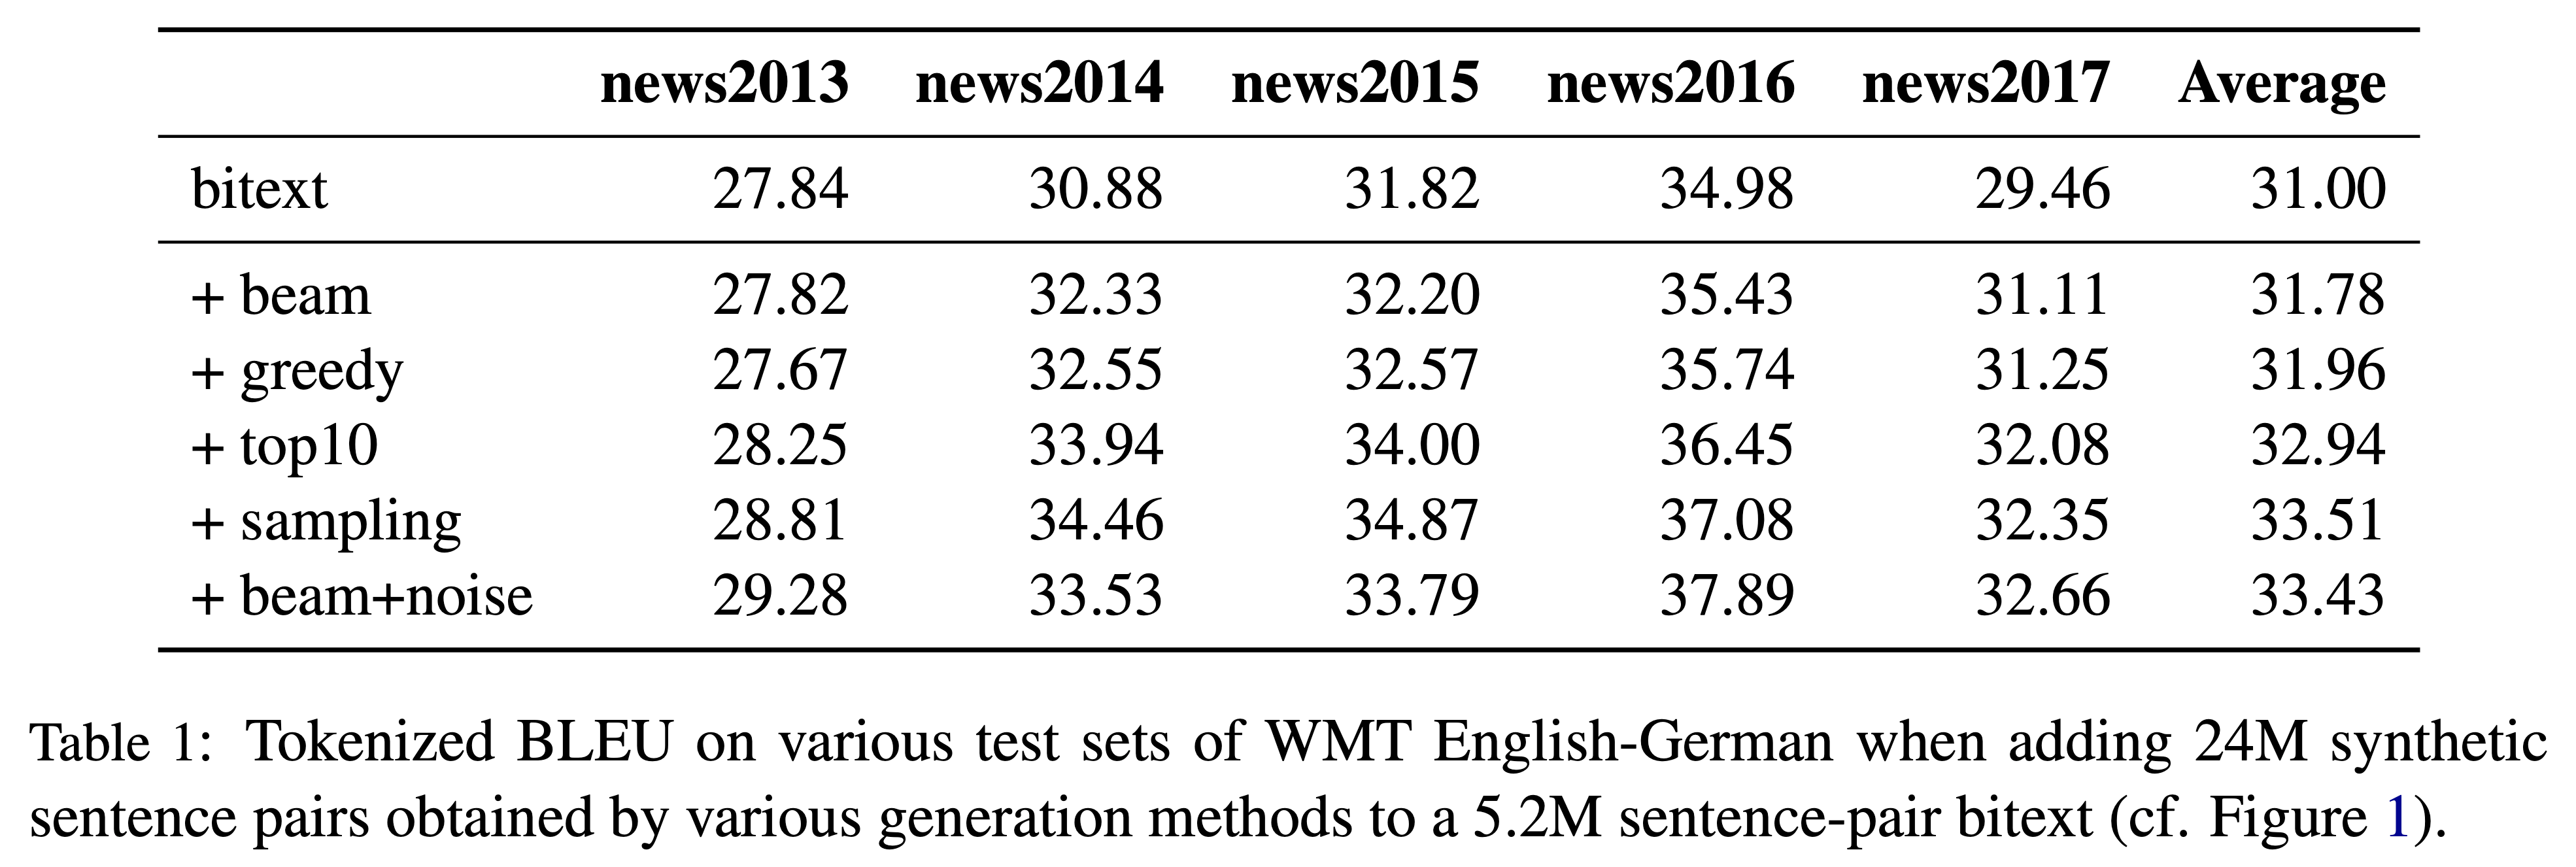 news2013 news2014 news2015 news2016 news2017 Average
bitext 27.84 30.88 31.82 34.98 29.46 31.00
+ beam 27.82 32.33 32.20 35.43 31.11 31.78
+ greedy 27.67 32.55 32.57 35.74 31.25 31.96
+ top10 28.25 33.94 34.00 36.45 32.08 32.94
+ sampling 28.81 34.46 34.87 37.08 32.35 33.51
+ beam+noise 29.28 33.53 33.79 37.89 32.66 33.43
Table 1: Tokenized BLEU on various test sets of WMT English-German when adding 24M synthetic
sentence pairs obtained by various generation methods to a 5.2M sentence-pair bitext (cf. Figure 1).